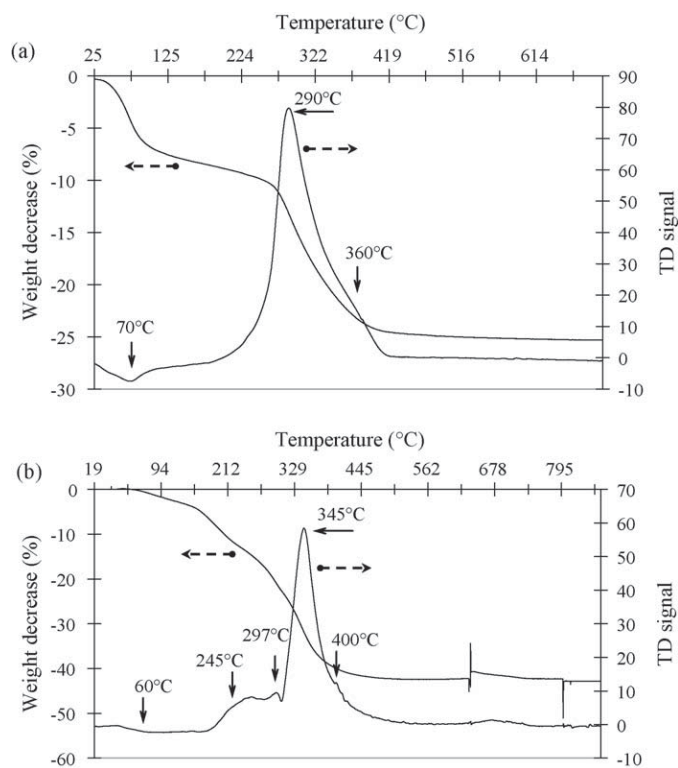 Temperature (°C)
(a)
25 125 224 322 419 516 614
0 90
-5 80
-10 70
-15 60
-20 50
-25 40
-30 30
20
10
0
-10
290°C
360°C
70°C
Weight decrease (%)
TD signal
Temperature (°C)
(b)
19 94 212 329 445 562 678 795
0 70
-10 60
-20 50
-30 40
-40 30
-50 20
-60 10
0
-10
345°C
297°C
400°C
245°C
60°C
Weight decrease (%)
TD signal